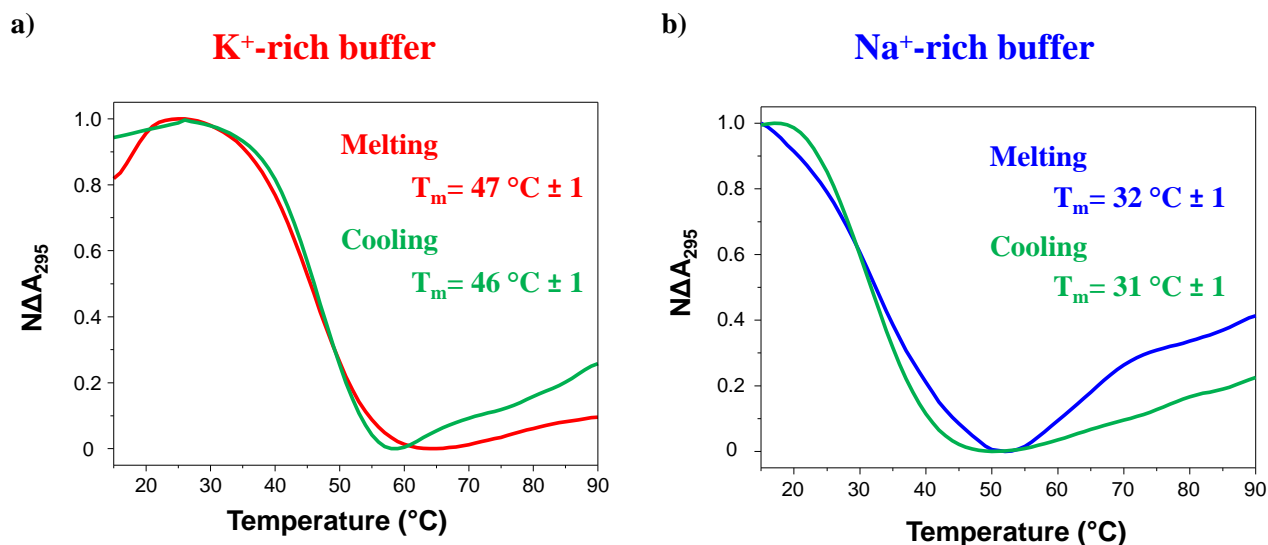 a)
K⁺-rich buffer
1.0
0.8
0.6
0.4
0.2
0
NΔA₂₉₅
Melting
Tₘ= 47 °C ± 1
Cooling
Tₘ= 46 °C ± 1
20 30 40 50 60 70 80 90
Temperature (°C)
b)
Na⁺-rich buffer
1.0
0.8
0.6
0.4
0.2
0
NΔA₂₉₅
Melting
Tₘ= 32 °C ± 1
Cooling
Tₘ= 31 °C ± 1
20 30 40 50 60 70 80 90
Temperature (°C)